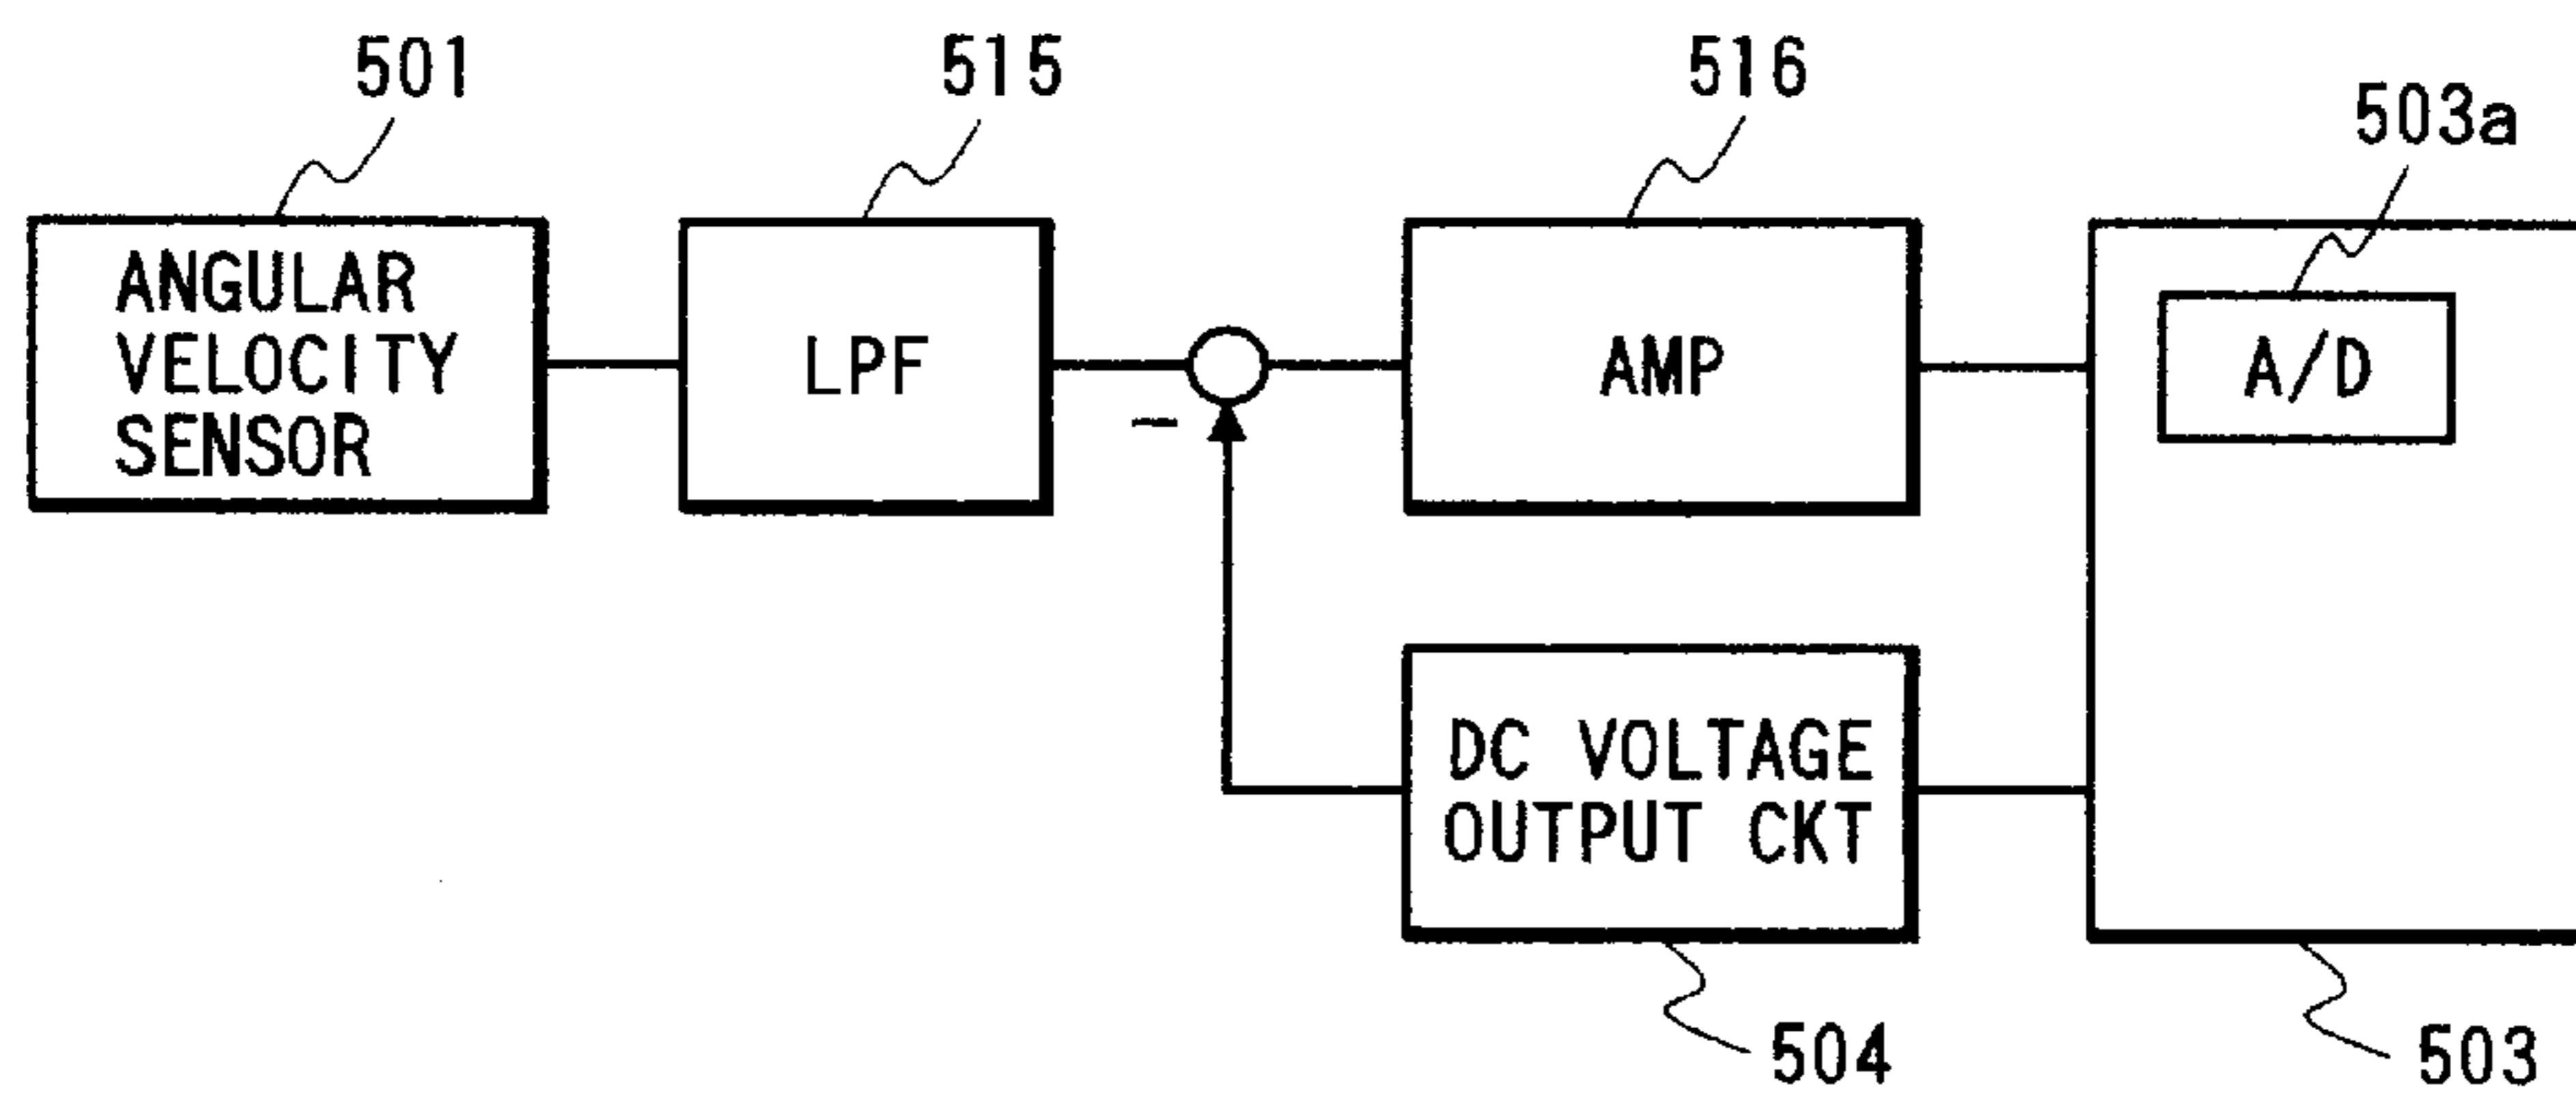 501
515
516
503a
ANGULAR
VELOCITY
SENSOR
LPF
−
AMP
A/D
DC VOLTAGE
OUTPUT CKT
504
503